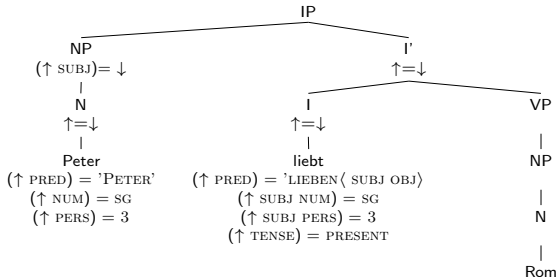 IP
NP I'
(↑ SUBJ)= ↓ ↑=↓
N I VP
↑=↓ ↑=↓
Peter liebt NP
(↑ PRED) = 'PETER' (↑ PRED) = 'LIEBEN⟨ SUBJ OBJ⟩
(↑ NUM) = SG (↑ SUBJ NUM) = SG N
(↑ PERS) = 3 (↑ SUBJ PERS) = 3
(↑ TENSE) = PRESENT
Rom